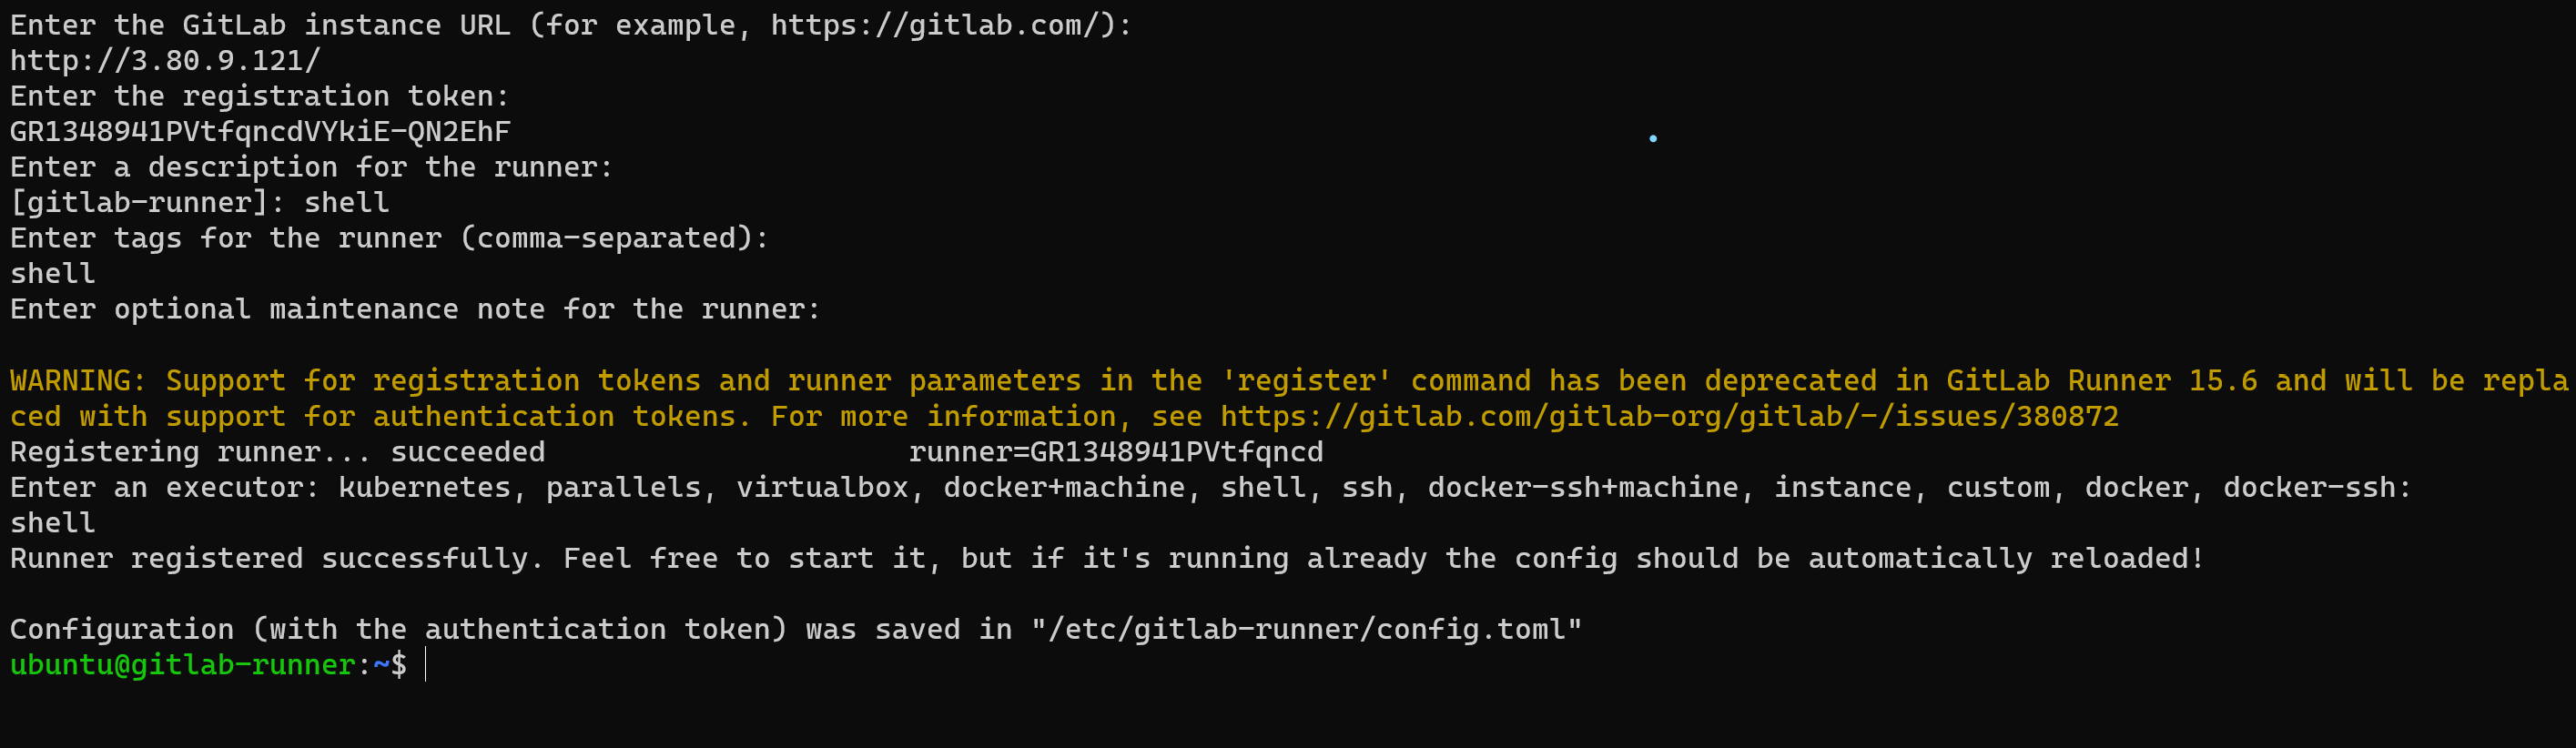 Enter the GitLab instance URL (for example, https://gitlab.com/):
http://3.80.9.121/
Enter the registration token:
GR1348941PVtfqncdVYkiE-QN2EhF
Enter a description for the runner:
[gitlab-runner]: shell
Enter tags for the runner (comma-separated):
shell
Enter optional maintenance note for the runner:

WARNING: Support for registration tokens and runner parameters in the 'register' command has been deprecated in GitLab Runner 15.6 and will be repla
ced with support for authentication tokens. For more information, see https://gitlab.com/gitlab-org/gitlab/-/issues/380872
Registering runner... succeeded                     runner=GR1348941PVtfqncd
Enter an executor: kubernetes, parallels, virtualbox, docker+machine, shell, ssh, docker-ssh+machine, instance, custom, docker, docker-ssh:
shell
Runner registered successfully. Feel free to start it, but if it's running already the config should be automatically reloaded!

Configuration (with the authentication token) was saved in "/etc/gitlab-runner/config.toml"
ubuntu@gitlab-runner:~$